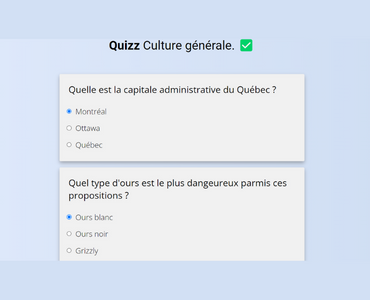 Quizz Culture générale. ✅
Quelle est la capitale administrative du Québec ?
Montréal
Ottawa
Québec
Quel type d'ours est le plus dangeureux parmis ces
propositions ?
Ours blanc
Ours noir
Grizzly